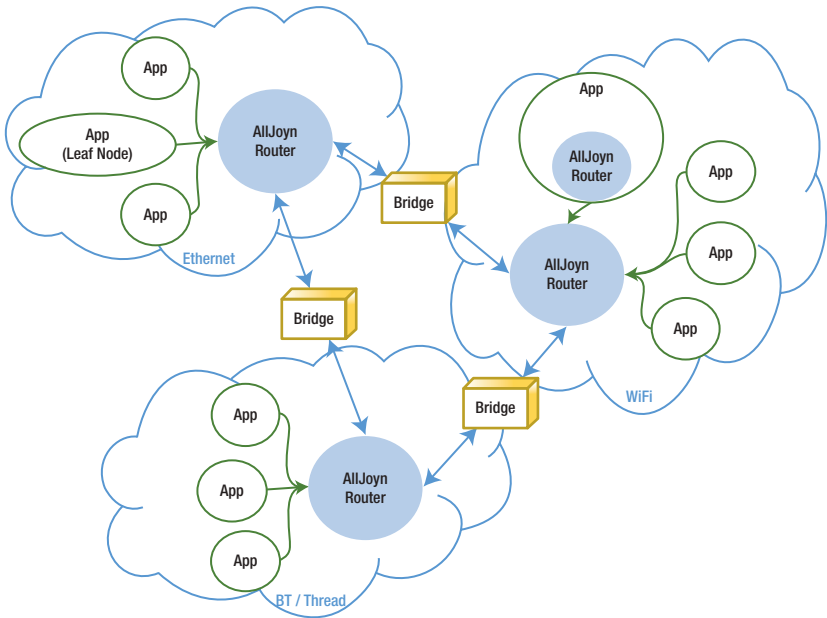 App
App
(Leaf Node)
App
AllJoyn
Router
Ethernet
Bridge
App
AllJoyn
Router
App
App
App
AllJoyn
Router
WiFi
Bridge
Bridge
App
App
App
AllJoyn
Router
BT / Thread